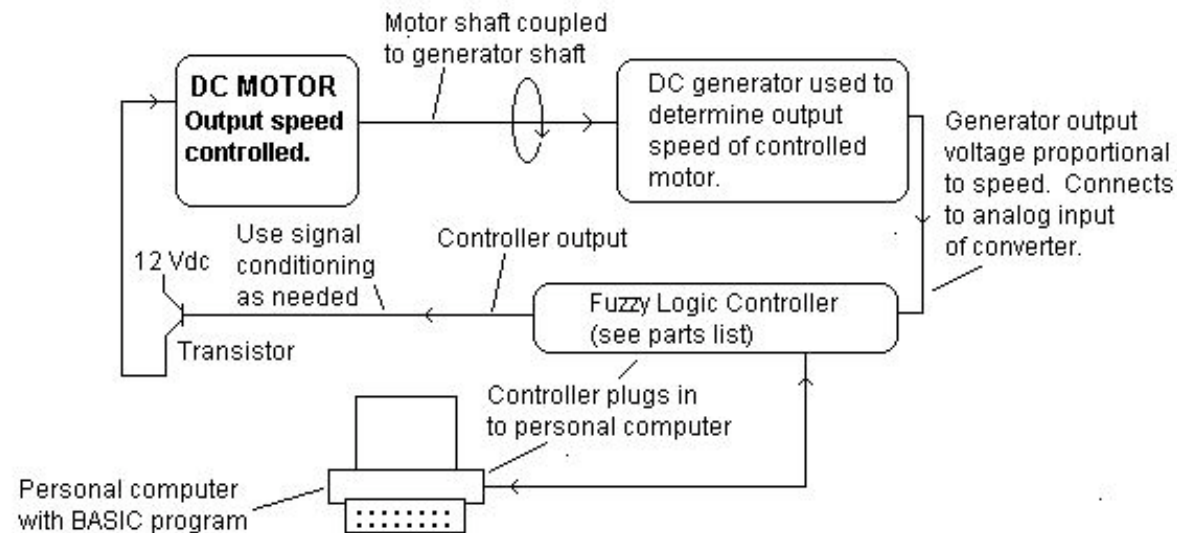 Motor shaft coupled
to generator shaft
DC MOTOR
Output speed
controlled.
DC generator used to
determine output
speed of controlled
motor.
Generator output
voltage proportional
to speed. Connects
to analog input
of converter.
12 Vdc
Transistor
Use signal
conditioning
as needed
Controller output
Fuzzy Logic Controller
(see parts list)
Controller plugs in
to personal computer
Personal computer
with BASIC program